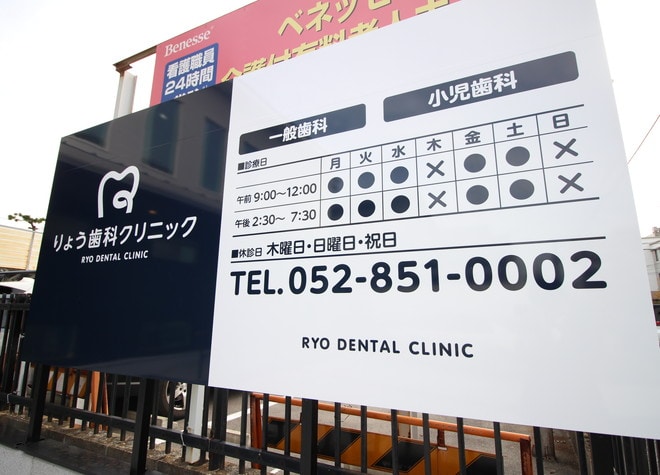 ベネッセ
Benesse
看護職員
24時間
りょう歯科クリニック
RYO DENTAL CLINIC
一般歯科
小児歯科
■診療日 月 火 水 木 金 土 日
午前 9:00〜12:00 ● ● ● × ● ● ×
午後 2:30〜 7:30 ● ● ● × ● ● ×
■休診日 木曜日・日曜日・祝日
TEL.052-851-0002
RYO DENTAL CLINIC